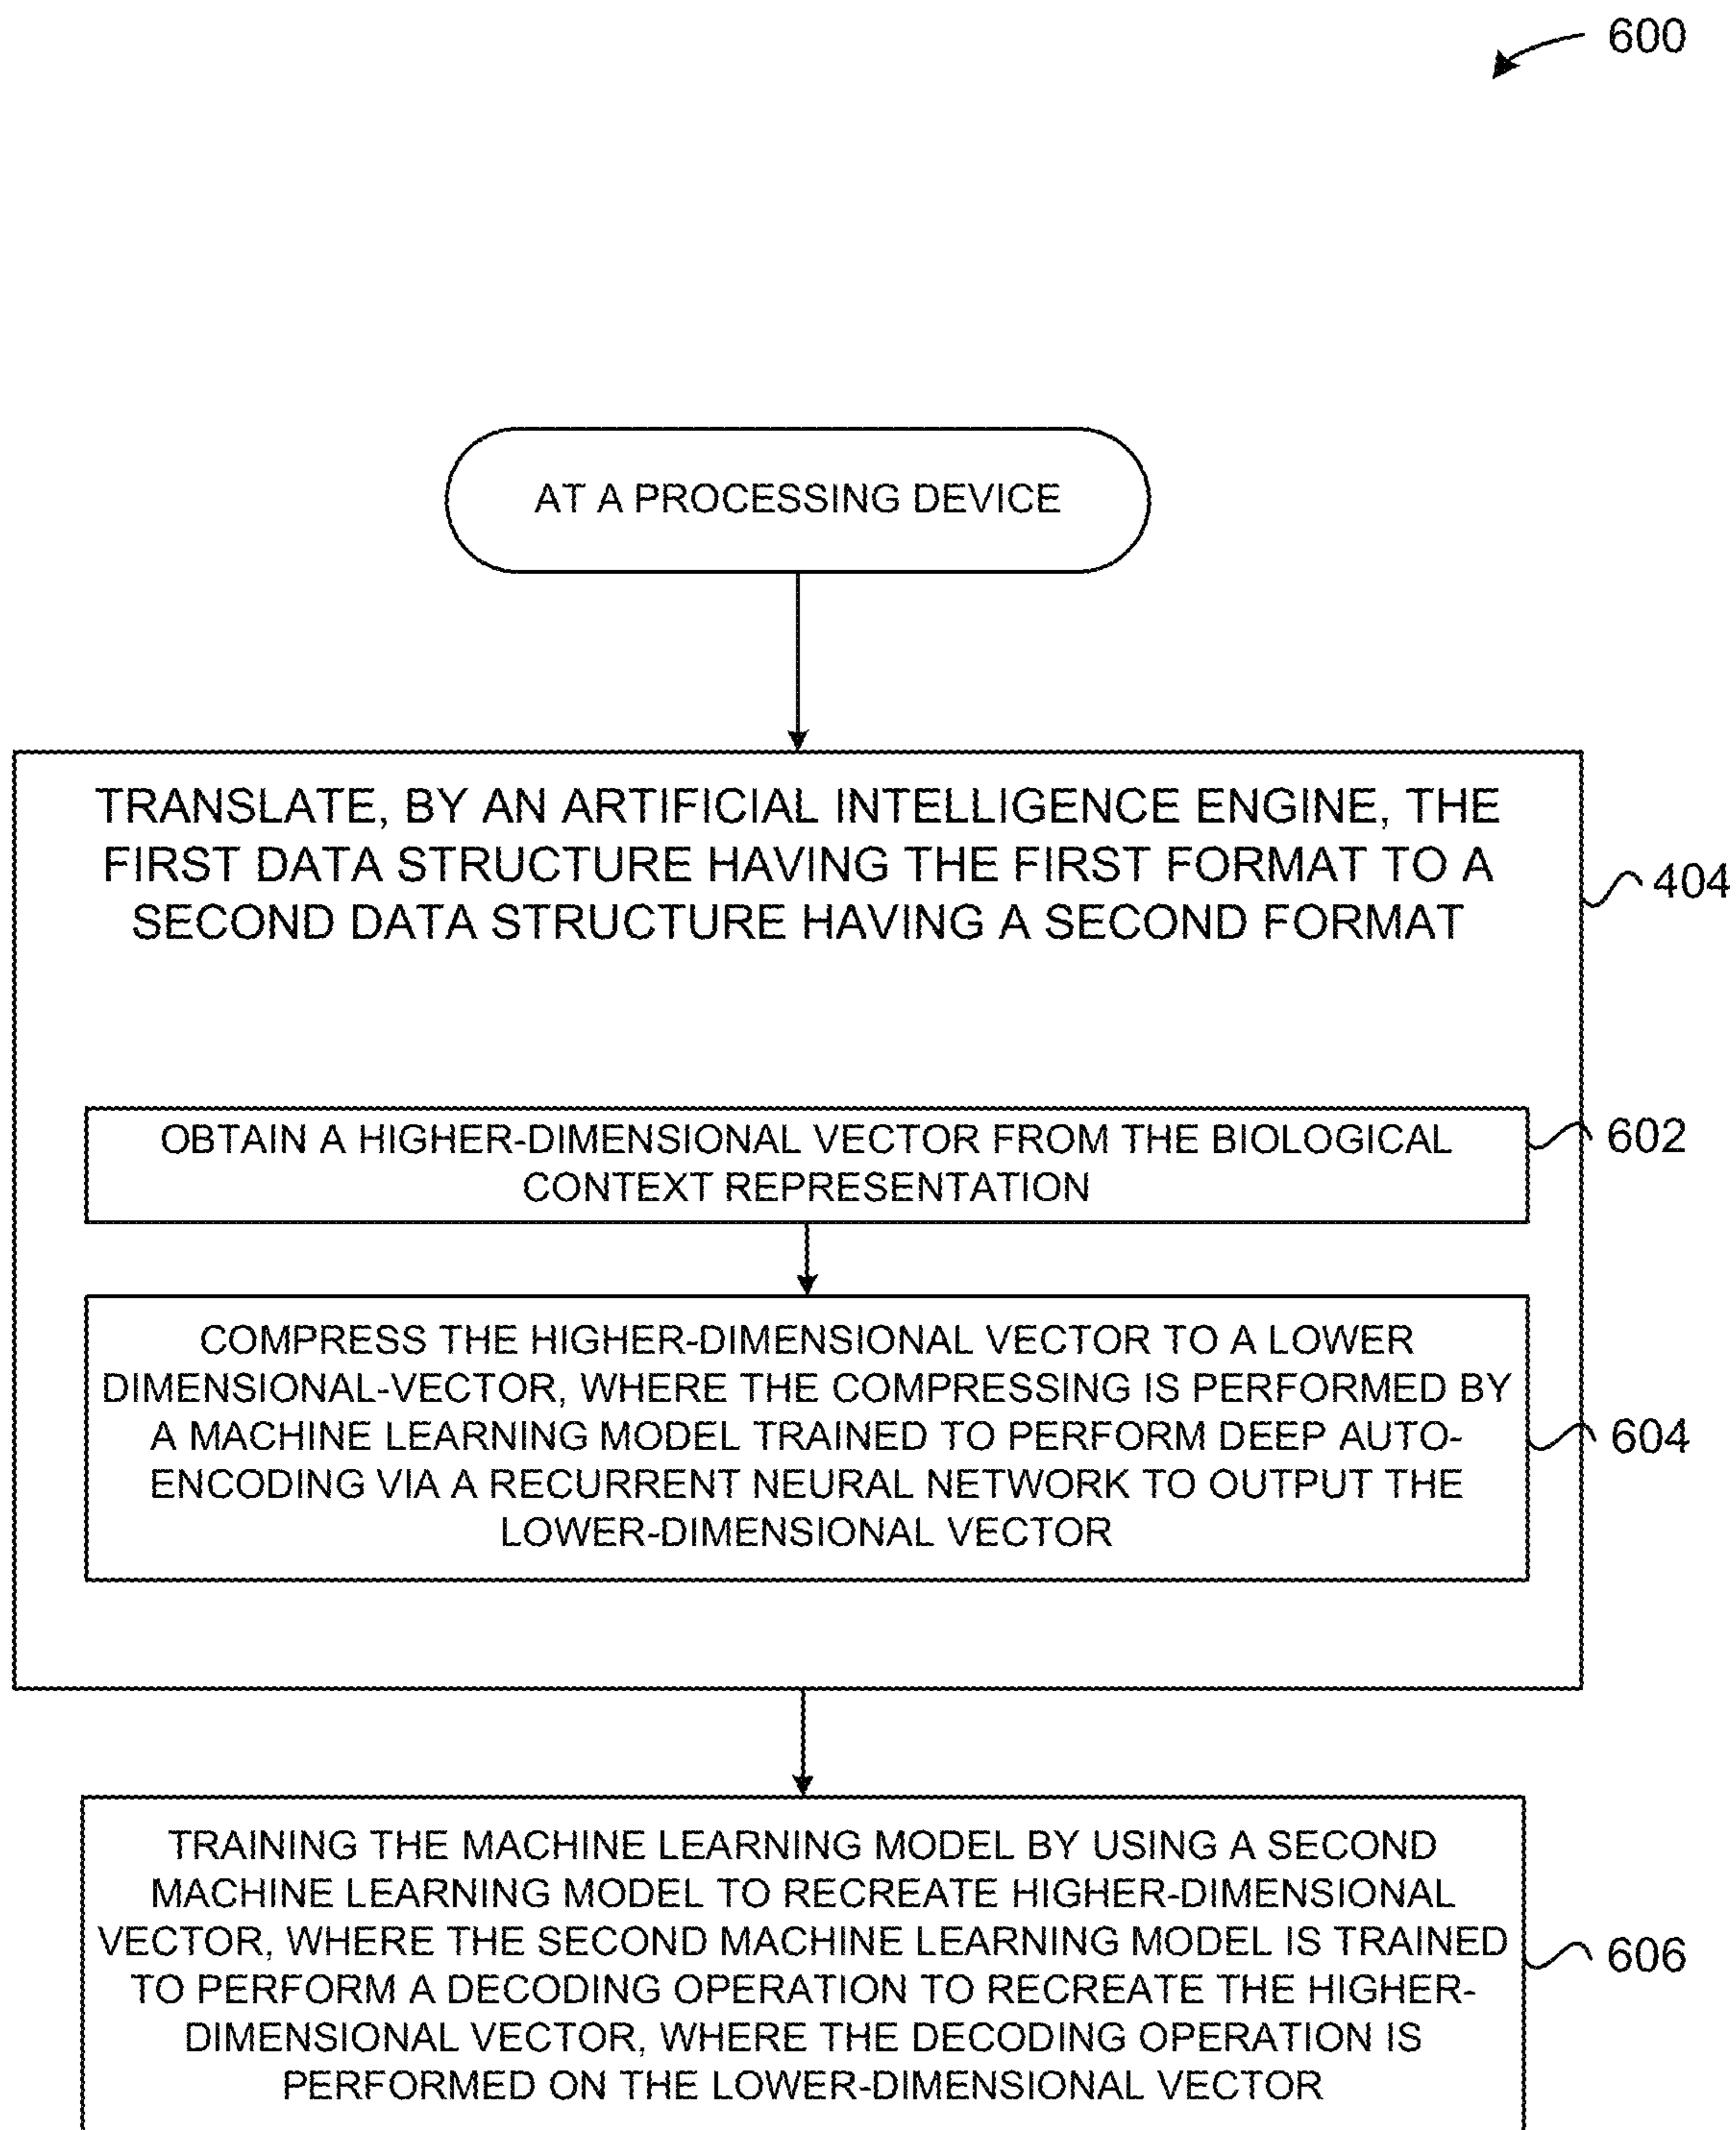 600
AT A PROCESSING DEVICE
TRANSLATE, BY AN ARTIFICIAL INTELLIGENCE ENGINE, THE
FIRST DATA STRUCTURE HAVING THE FIRST FORMAT TO A
SECOND DATA STRUCTURE HAVING A SECOND FORMAT
404
OBTAIN A HIGHER-DIMENSIONAL VECTOR FROM THE BIOLOGICAL
CONTEXT REPRESENTATION
602
COMPRESS THE HIGHER-DIMENSIONAL VECTOR TO A LOWER
DIMENSIONAL-VECTOR, WHERE THE COMPRESSING IS PERFORMED BY
A MACHINE LEARNING MODEL TRAINED TO PERFORM DEEP AUTO-
ENCODING VIA A RECURRENT NEURAL NETWORK TO OUTPUT THE
LOWER-DIMENSIONAL VECTOR
604
TRAINING THE MACHINE LEARNING MODEL BY USING A SECOND
MACHINE LEARNING MODEL TO RECREATE HIGHER-DIMENSIONAL
VECTOR, WHERE THE SECOND MACHINE LEARNING MODEL IS TRAINED
TO PERFORM A DECODING OPERATION TO RECREATE THE HIGHER-
DIMENSIONAL VECTOR, WHERE THE DECODING OPERATION IS
PERFORMED ON THE LOWER-DIMENSIONAL VECTOR
606